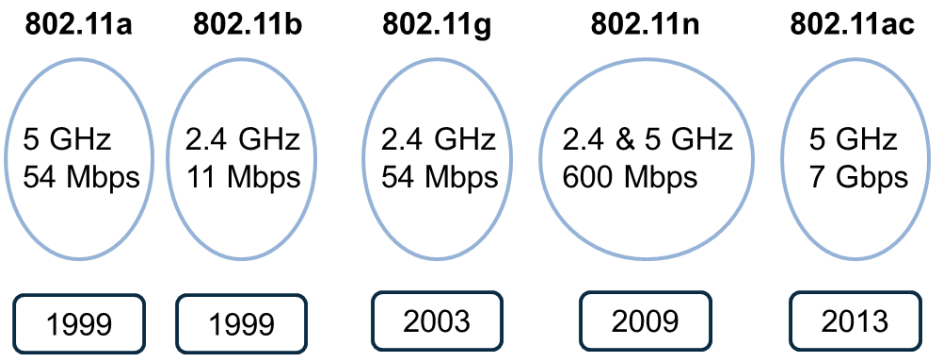 802.11a
802.11b
802.11g
802.11n
802.11ac
5 GHz
54 Mbps
2.4 GHz
11 Mbps
2.4 GHz
54 Mbps
2.4 & 5 GHz
600 Mbps
5 GHz
7 Gbps
1999
1999
2003
2009
2013